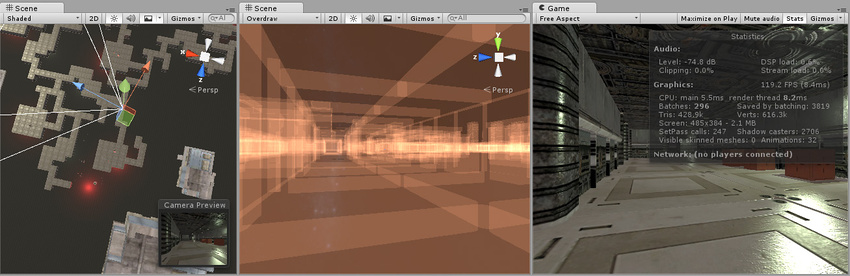 Scene
Shaded 2D Gizmos All
x
z
Persp
Camera Preview
Scene
Overdraw 2D Gizmos All
y
z
Persp
Game
Free Aspect Maximize on Play Mute audio Stats Gizmos
Statistics
Audio:
Level: -74.8 dB DSP load: 0.6%
Clipping: 0.0% Stream load: 0.6%
Graphics: 119.2 FPS (8.4ms)
CPU: main 5.5ms render thread 8.2ms
Batches: 296 Saved by batching: 3819
Tris: 428.9k Verts: 616.3k
Screen: 485x384 - 2.1 MB
SetPass calls: 247 Shadow casters: 2706
Visible skinned meshes: 0 Animations: 32
Network: (no players connected)